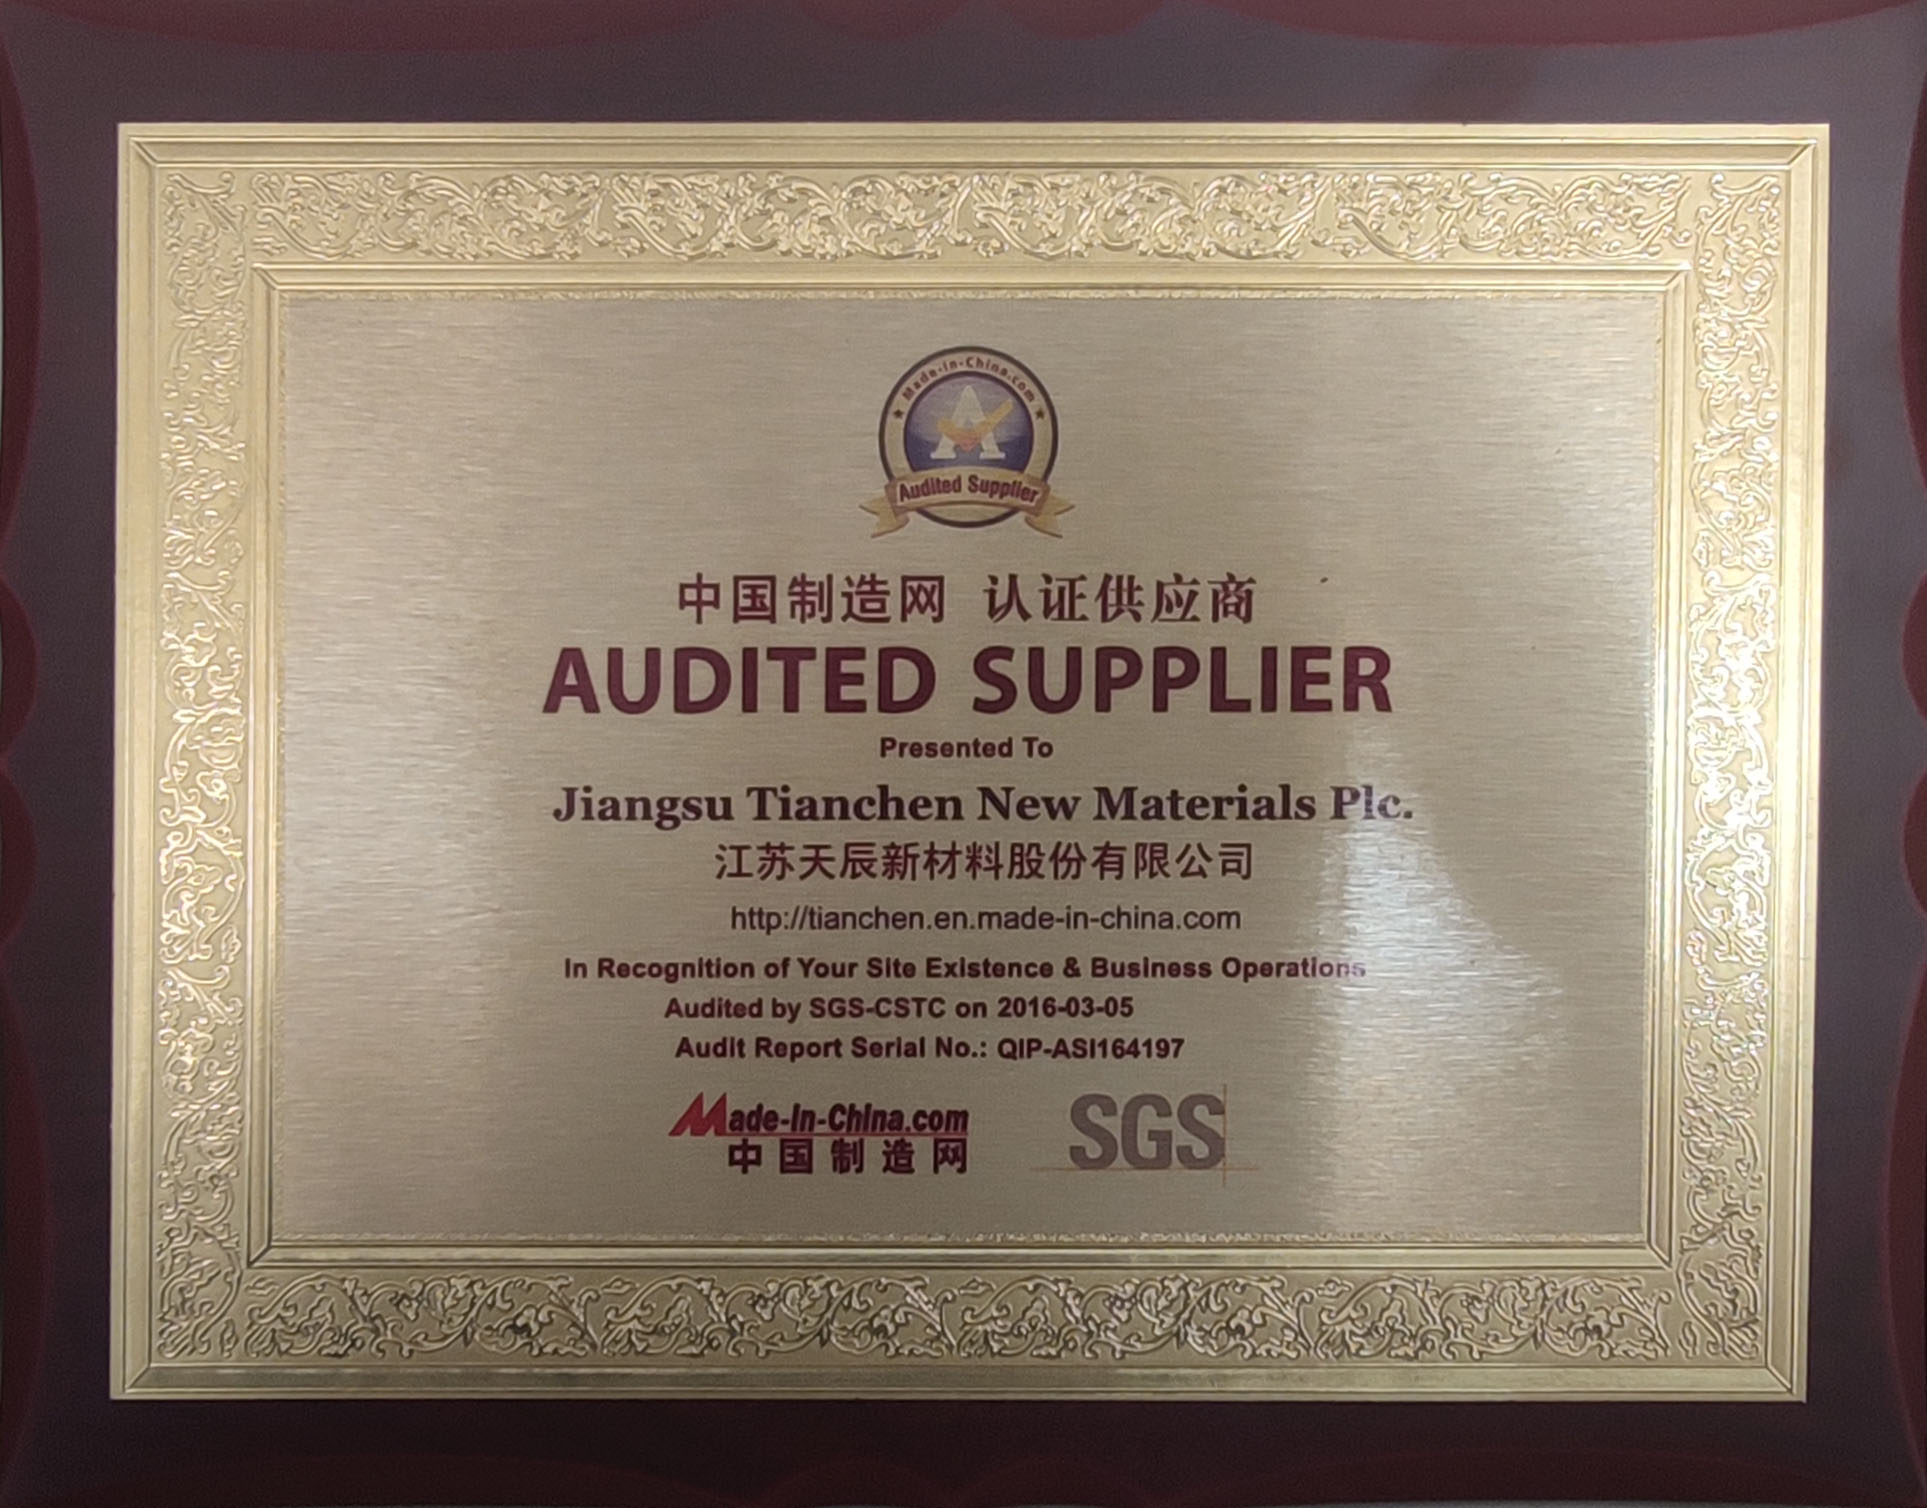 Made-in-China.com
A
Audited Supplier
中国制造网 认证供应商
AUDITED SUPPLIER
Presented To
Jiangsu Tianchen New Materials Plc.
江苏天辰新材料股份有限公司
http://tianchen.en.made-in-china.com
In Recognition of Your Site Existence & Business Operations
Audited by SGS-CSTC on 2016-03-05
Audit Report Serial No.: QIP-ASI164197
Made-in-China.com
中国制造网
SGS